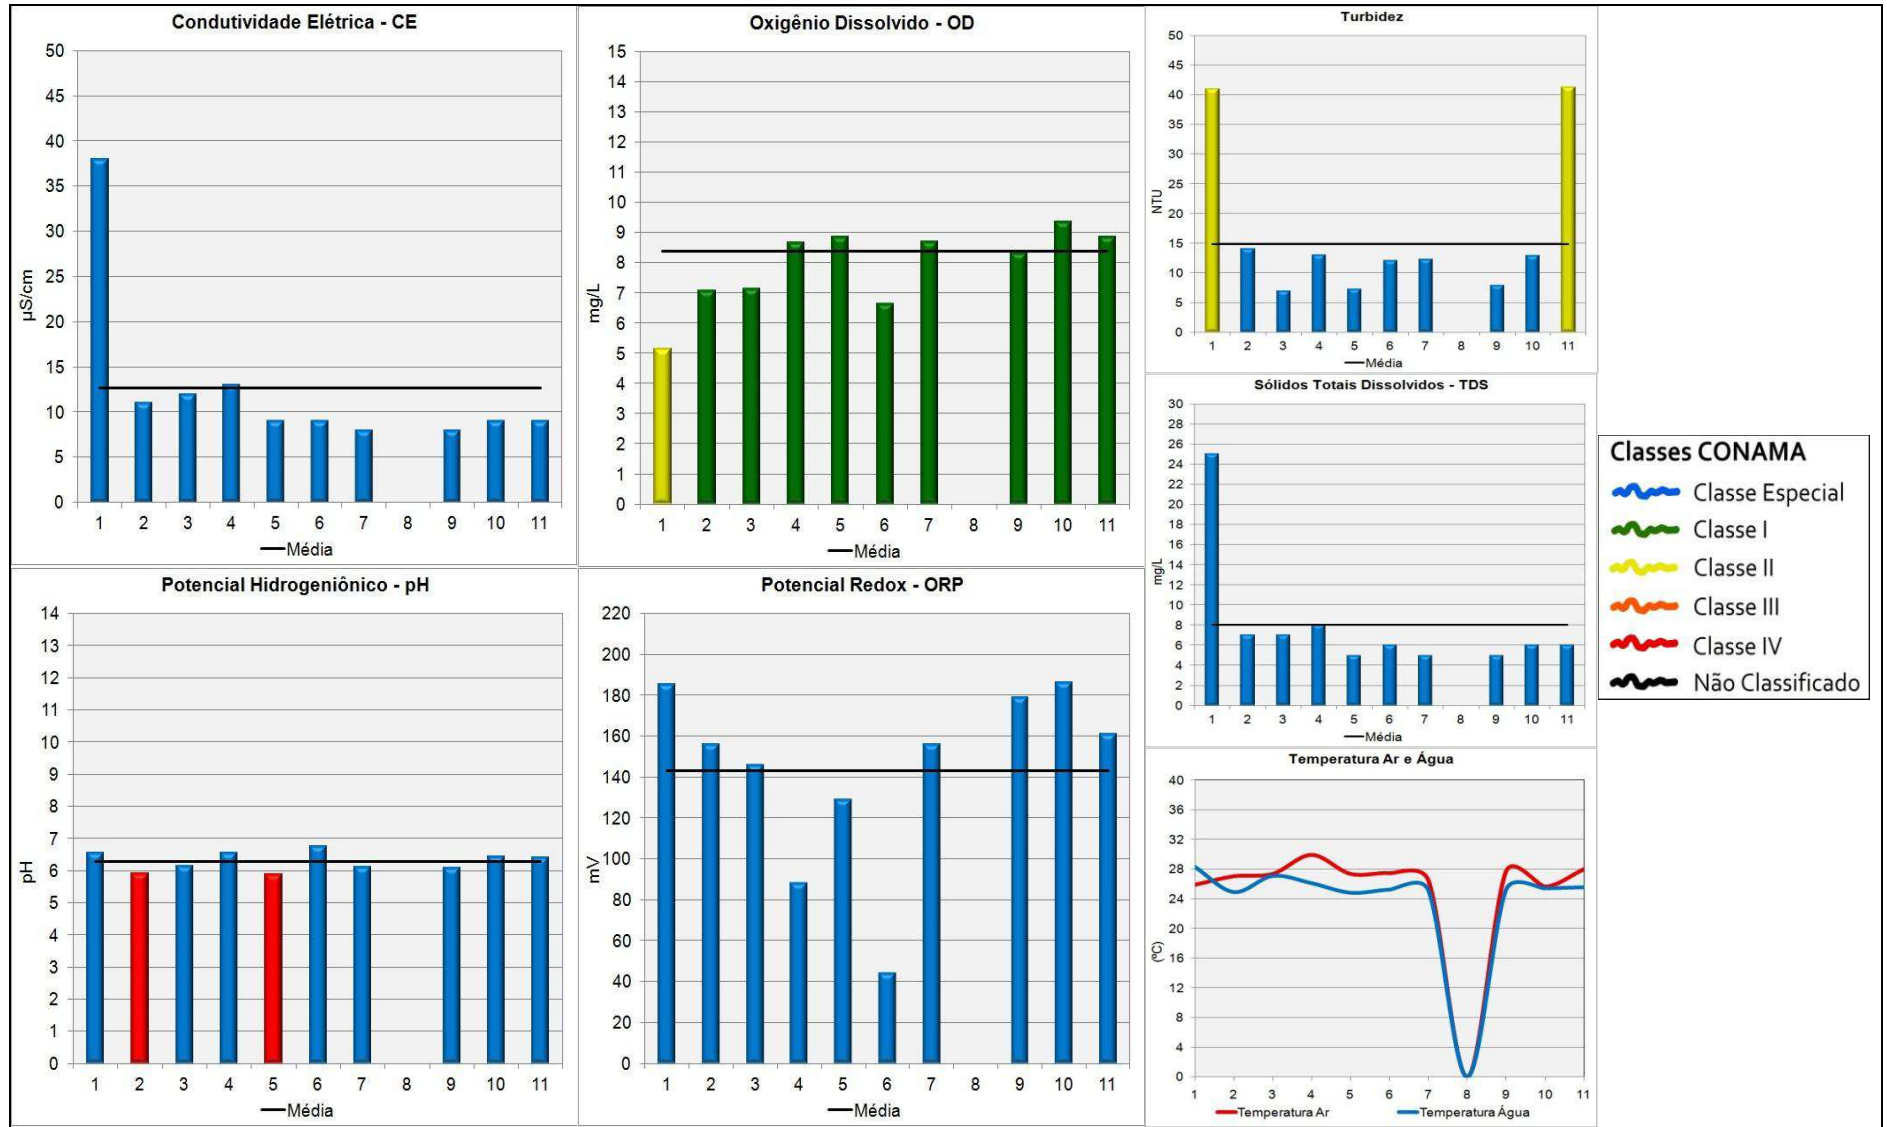 Condutividade Elétrica - CE
50
45
40
35
30
25
20
15
10
5
0
µS/cm
1 2 3 4 5 6 7 8 9 10 11
Média
Oxigênio Dissolvido - OD
15
14
13
12
11
10
9
8
7
6
5
4
3
2
1
0
mg/L
1 2 3 4 5 6 7 8 9 10 11
Média
Turbidez
50
45
40
35
30
25
20
15
10
5
0
NTU
1 2 3 4 5 6 7 8 9 10 11
Média
Sólidos Totais Dissolvidos - TDS
30
28
26
24
22
20
18
16
14
12
10
8
6
4
2
0
mg/L
1 2 3 4 5 6 7 8 9 10 11
Média
Classes CONAMA
Classe Especial
Classe I
Classe II
Classe III
Classe IV
Não Classificado
Potencial Hidrogeniônico - pH
14
13
12
11
10
9
8
7
6
5
4
3
2
1
0
pH
1 2 3 4 5 6 7 8 9 10 11
Média
Potencial Redox - ORP
220
200
180
160
140
120
100
80
60
40
20
0
mV
1 2 3 4 5 6 7 8 9 10 11
Média
Temperatura Ar e Água
40
36
32
28
24
20
16
12
8
4
0
(ºC)
1 2 3 4 5 6 7 8 9 10 11
Temperatura Ar Temperatura Água